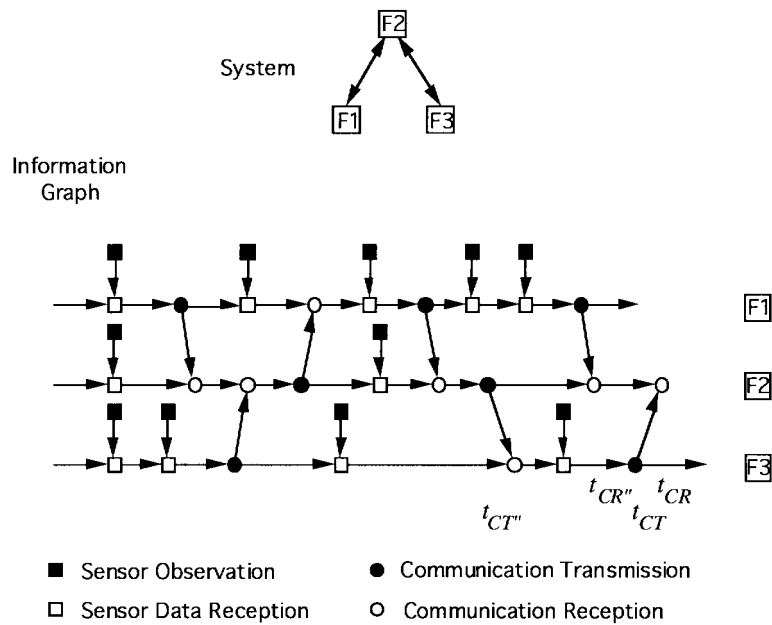 F2
System
F1 F3
Information
Graph
F1
F2
F3
t_CR" t_CR
t_CT" t_CT
■ Sensor Observation ● Communication Transmission
□ Sensor Data Reception ○ Communication Reception